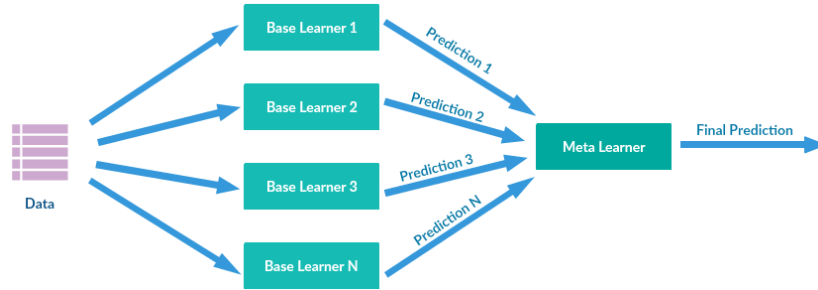 Base Learner 1
Prediction 1
Base Learner 2
Prediction 2
Final Prediction
Meta Learner
Prediction 3
Base Learner 3
Data
Prediction N
Base Learner N